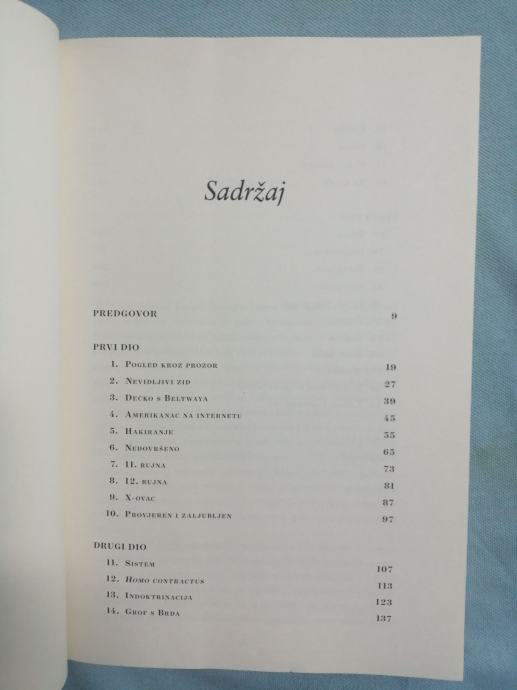 Sadržaj
PREDGOVOR 9
PRVI DIO
1. Pogled kroz prozor 19
2. Nevidljivi zid 27
3. Dečko s Beltwaya 39
4. Amerikanac na internetu 45
5. Hakiranje 55
6. Nedovršeno 65
7. 11. rujna 73
8. 12. rujna 81
9. X-ovac 87
10. Provjeren i zaljubljen 97
DRUGI DIO
11. Sistem 107
12. Homo contractus 113
13. Indoktrinacija 123
14. Grof s Brda 137